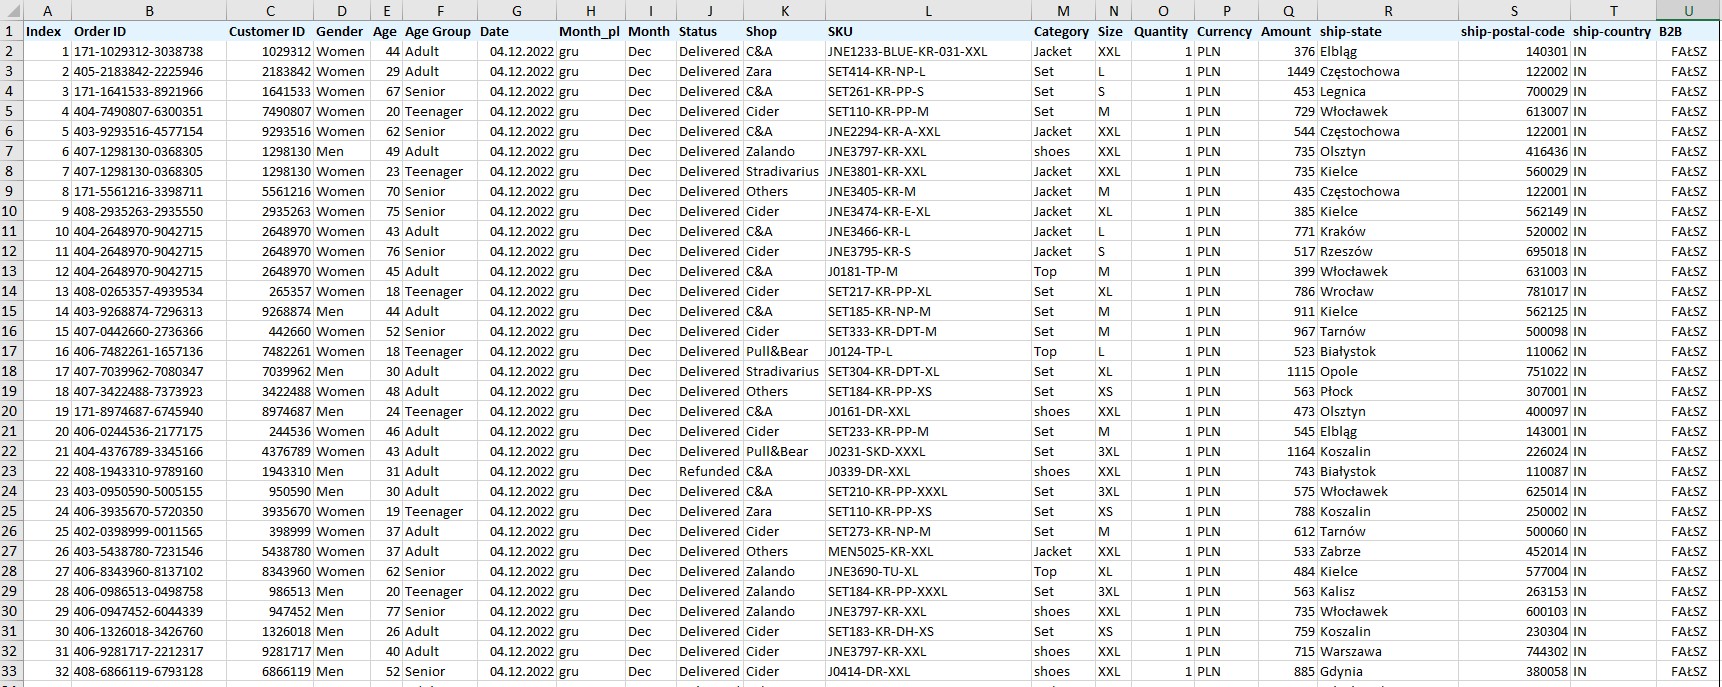 A B C D E F G H I J K L M N O P Q R S T U
1 Index Order ID Customer ID Gender Age Age Group Date Month_pl Month Status Shop SKU Category Size Quantity Currency Amount ship-state ship-postal-code ship-country B2B
2 1 171-1029312-3038738 1029312 Women 44 Adult 04.12.2022 gru Dec Delivered C&A JNE1233-BLUE-KR-031-XXL Jacket XXL 1 PLN 376 Elbląg 140301 IN FAŁSZ
3 2 405-2183842-2225946 2183842 Women 29 Adult 04.12.2022 gru Dec Delivered Zara SET414-KR-NP-L Set L 1 PLN 1449 Częstochowa 122002 IN FAŁSZ
4 3 171-1641533-8921966 1641533 Women 67 Senior 04.12.2022 gru Dec Delivered C&A SET261-KR-PP-S Set S 1 PLN 453 Legnica 700029 IN FAŁSZ
5 4 404-7490807-6300351 7490807 Women 20 Teenager 04.12.2022 gru Dec Delivered Cider SET110-KR-PP-M Set M 1 PLN 729 Włocławek 613007 IN FAŁSZ
6 5 403-9293516-4577154 9293516 Women 62 Senior 04.12.2022 gru Dec Delivered C&A JNE2294-KR-A-XXL Jacket XXL 1 PLN 544 Częstochowa 122001 IN FAŁSZ
7 6 407-1298130-0368305 1298130 Men 49 Adult 04.12.2022 gru Dec Delivered Zalando JNE3797-KR-XXL shoes XXL 1 PLN 735 Olsztyn 416436 IN FAŁSZ
8 7 407-1298130-0368305 1298130 Women 23 Teenager 04.12.2022 gru Dec Delivered Stradivarius JNE3801-KR-XXL Jacket XXL 1 PLN 735 Kielce 560029 IN FAŁSZ
9 8 171-5561216-3398711 5561216 Women 70 Senior 04.12.2022 gru Dec Delivered Others JNE3405-KR-M Jacket M 1 PLN 435 Częstochowa 122001 IN FAŁSZ
10 9 408-2935263-2935550 2935263 Women 75 Senior 04.12.2022 gru Dec Delivered Cider JNE3474-KR-E-XL Jacket XL 1 PLN 385 Kielce 562149 IN FAŁSZ
11 10 404-2648970-9042715 2648970 Women 43 Adult 04.12.2022 gru Dec Delivered C&A JNE3466-KR-L Jacket L 1 PLN 771 Kraków 520002 IN FAŁSZ
12 11 404-2648970-9042715 2648970 Women 76 Senior 04.12.2022 gru Dec Delivered Cider JNE3795-KR-S Jacket S 1 PLN 517 Rzeszów 695018 IN FAŁSZ
13 12 404-2648970-9042715 2648970 Women 45 Adult 04.12.2022 gru Dec Delivered C&A J0181-TP-M Top M 1 PLN 399 Włocławek 631003 IN FAŁSZ
14 13 408-0265357-4939534 265357 Women 18 Teenager 04.12.2022 gru Dec Delivered Cider SET217-KR-PP-XL Set XL 1 PLN 786 Wrocław 781017 IN FAŁSZ
15 14 403-9268874-7296313 9268874 Men 44 Adult 04.12.2022 gru Dec Delivered C&A SET185-KR-NP-M Set M 1 PLN 911 Kielce 562125 IN FAŁSZ
16 15 407-0442660-2736366 442660 Women 52 Senior 04.12.2022 gru Dec Delivered Cider SET333-KR-DPT-M Set M 1 PLN 967 Tarnów 500098 IN FAŁSZ
17 16 406-7482261-1657136 7482261 Women 18 Teenager 04.12.2022 gru Dec Delivered Pull&Bear J0124-TP-L Top L 1 PLN 523 Białystok 110062 IN FAŁSZ
18 17 407-7039962-7080347 7039962 Men 30 Adult 04.12.2022 gru Dec Delivered Stradivarius SET304-KR-DPT-XL Set XL 1 PLN 1115 Opole 751022 IN FAŁSZ
19 18 407-3422488-7373923 3422488 Women 48 Adult 04.12.2022 gru Dec Delivered Others SET184-KR-PP-XS Set XS 1 PLN 563 Płock 307001 IN FAŁSZ
20 19 171-8974687-6745940 8974687 Men 24 Teenager 04.12.2022 gru Dec Delivered C&A J0161-DR-XXL shoes XXL 1 PLN 473 Olsztyn 400097 IN FAŁSZ
21 20 406-0244536-2177175 244536 Women 46 Adult 04.12.2022 gru Dec Delivered Cider SET233-KR-PP-M Set M 1 PLN 545 Elbląg 143001 IN FAŁSZ
22 21 404-4376789-3345166 4376789 Women 43 Adult 04.12.2022 gru Dec Delivered Pull&Bear J0231-SKD-XXXL Set 3XL 1 PLN 1164 Koszalin 226024 IN FAŁSZ
23 22 408-1943310-9789160 1943310 Men 31 Adult 04.12.2022 gru Dec Refunded C&A J0339-DR-XXL shoes XXL 1 PLN 743 Białystok 110087 IN FAŁSZ
24 23 403-0950590-5005155 950590 Men 30 Adult 04.12.2022 gru Dec Delivered C&A SET210-KR-PP-XXXL Set 3XL 1 PLN 575 Włocławek 625014 IN FAŁSZ
25 24 406-3935670-5720350 3935670 Women 19 Teenager 04.12.2022 gru Dec Delivered Zara SET110-KR-PP-XS Set XS 1 PLN 788 Koszalin 250002 IN FAŁSZ
26 25 402-0398999-0011565 398999 Women 37 Adult 04.12.2022 gru Dec Delivered Cider SET273-KR-NP-M Set M 1 PLN 612 Tarnów 500060 IN FAŁSZ
27 26 403-5438780-7231546 5438780 Women 37 Adult 04.12.2022 gru Dec Delivered Others MEN5025-KR-XXL Jacket XXL 1 PLN 533 Zabrze 452014 IN FAŁSZ
28 27 406-8343960-8137102 8343960 Women 62 Senior 04.12.2022 gru Dec Delivered Zalando JNE3690-TU-XL Top XL 1 PLN 484 Kielce 577004 IN FAŁSZ
29 28 406-0986513-0498758 986513 Men 20 Teenager 04.12.2022 gru Dec Delivered Zalando SET184-KR-PP-XXXL Set 3XL 1 PLN 563 Kalisz 263153 IN FAŁSZ
30 29 406-0947452-6044339 947452 Men 77 Senior 04.12.2022 gru Dec Delivered Zalando JNE3797-KR-XXL shoes XXL 1 PLN 735 Włocławek 600103 IN FAŁSZ
31 30 406-1326018-3426760 1326018 Men 26 Adult 04.12.2022 gru Dec Delivered Cider SET183-KR-DH-XS Set XS 1 PLN 759 Koszalin 230304 IN FAŁSZ
32 31 406-9281717-2212317 9281717 Men 40 Adult 04.12.2022 gru Dec Delivered Cider JNE3797-KR-XXL shoes XXL 1 PLN 715 Warszawa 744302 IN FAŁSZ
33 32 408-6866119-6793128 6866119 Men 52 Senior 04.12.2022 gru Dec Delivered Cider J0414-DR-XXL shoes XXL 1 PLN 885 Gdynia 380058 IN FAŁSZ